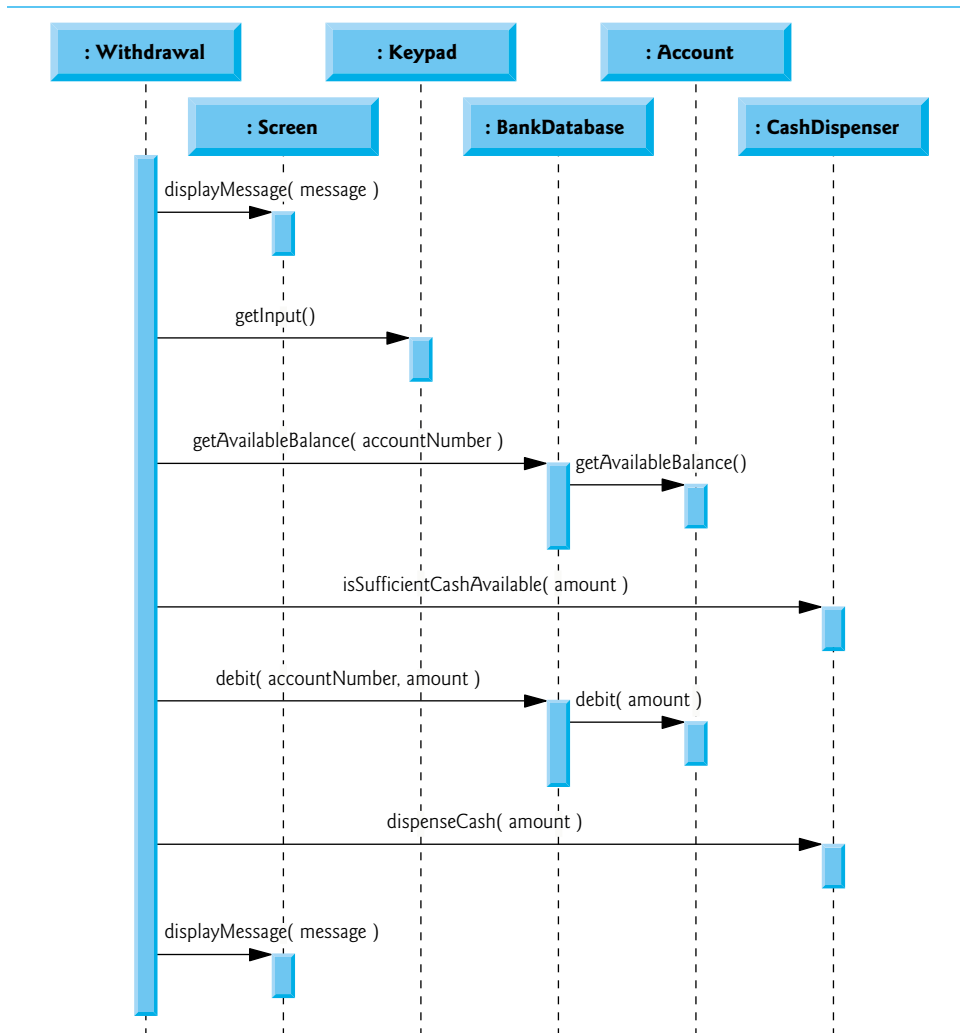 : Withdrawal
: Keypad
: Account
: Screen
: BankDatabase
: CashDispenser
displayMessage( message )
getInput()
getAvailableBalance( accountNumber )
getAvailableBalance()
isSufficientCashAvailable( amount )
debit( accountNumber, amount )
debit( amount )
dispenseCash( amount )
displayMessage( message )